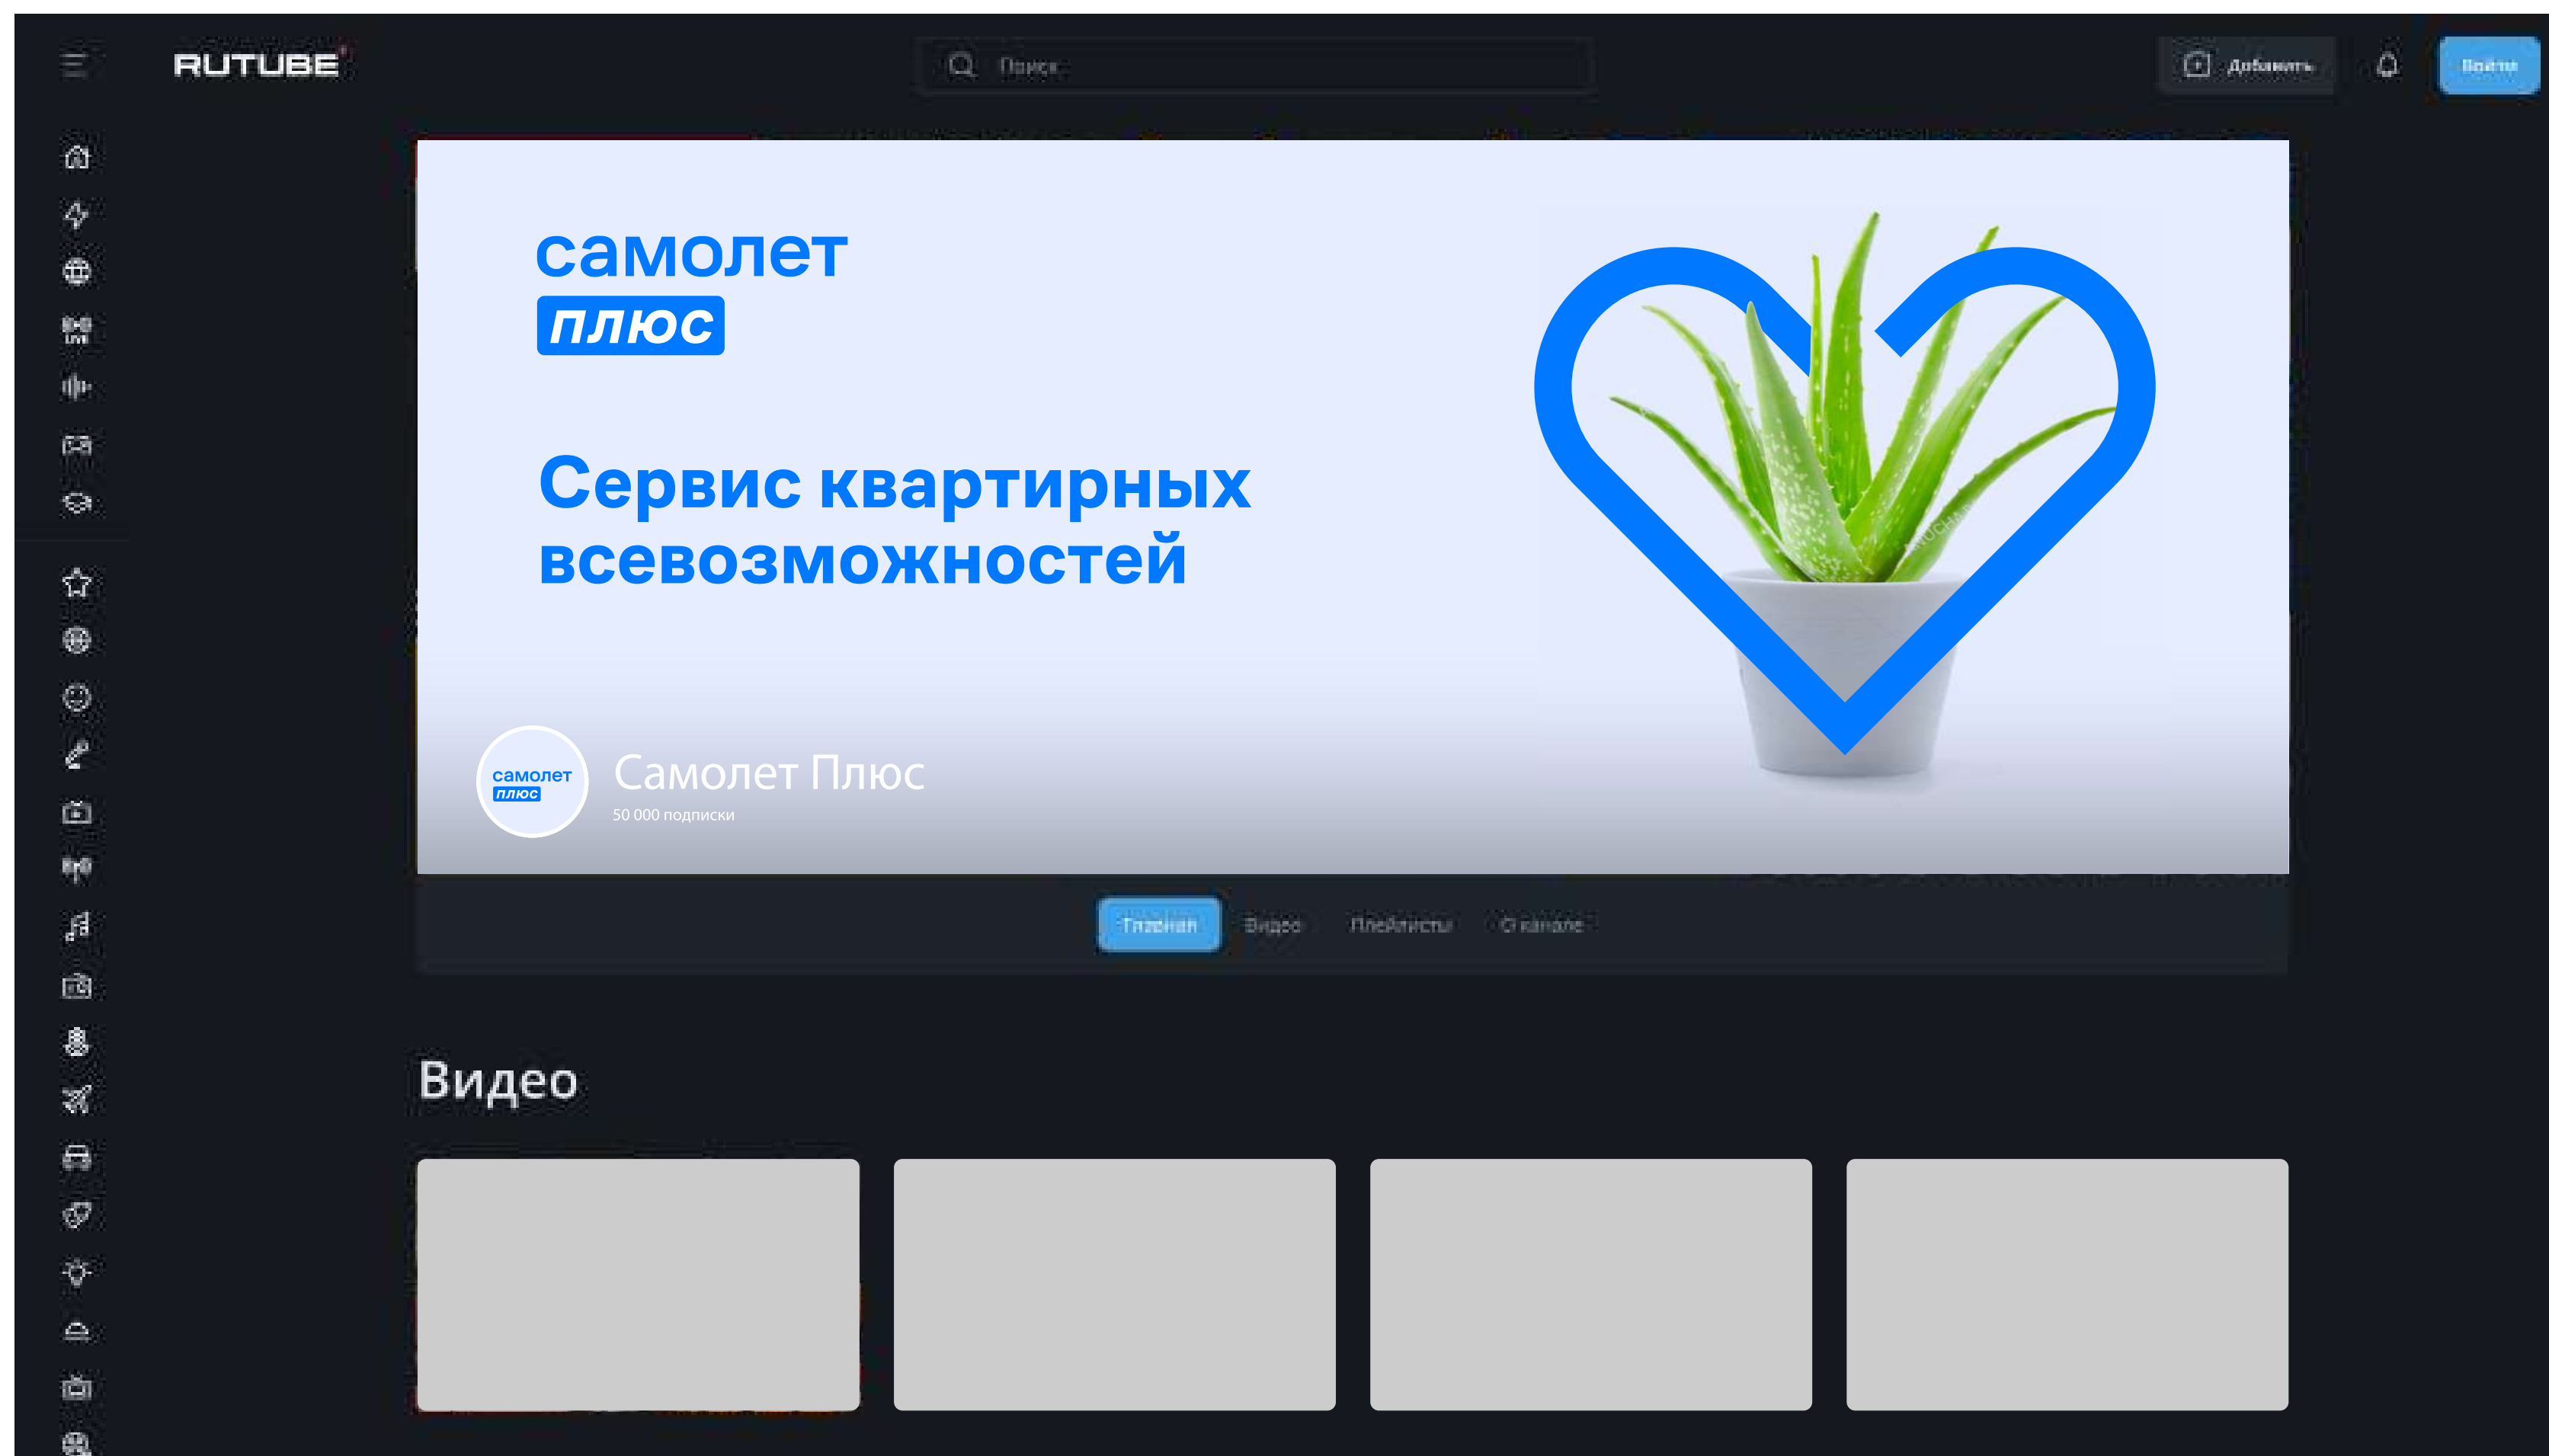 RUTUBE
Поиск
Добавить
Войти
самолет
плюс
Сервис квартирных
всевозможностей
самолет
плюс
Самолет Плюс
50 000 подписки
Главная
Видео
Плейлисты
О канале
Видео